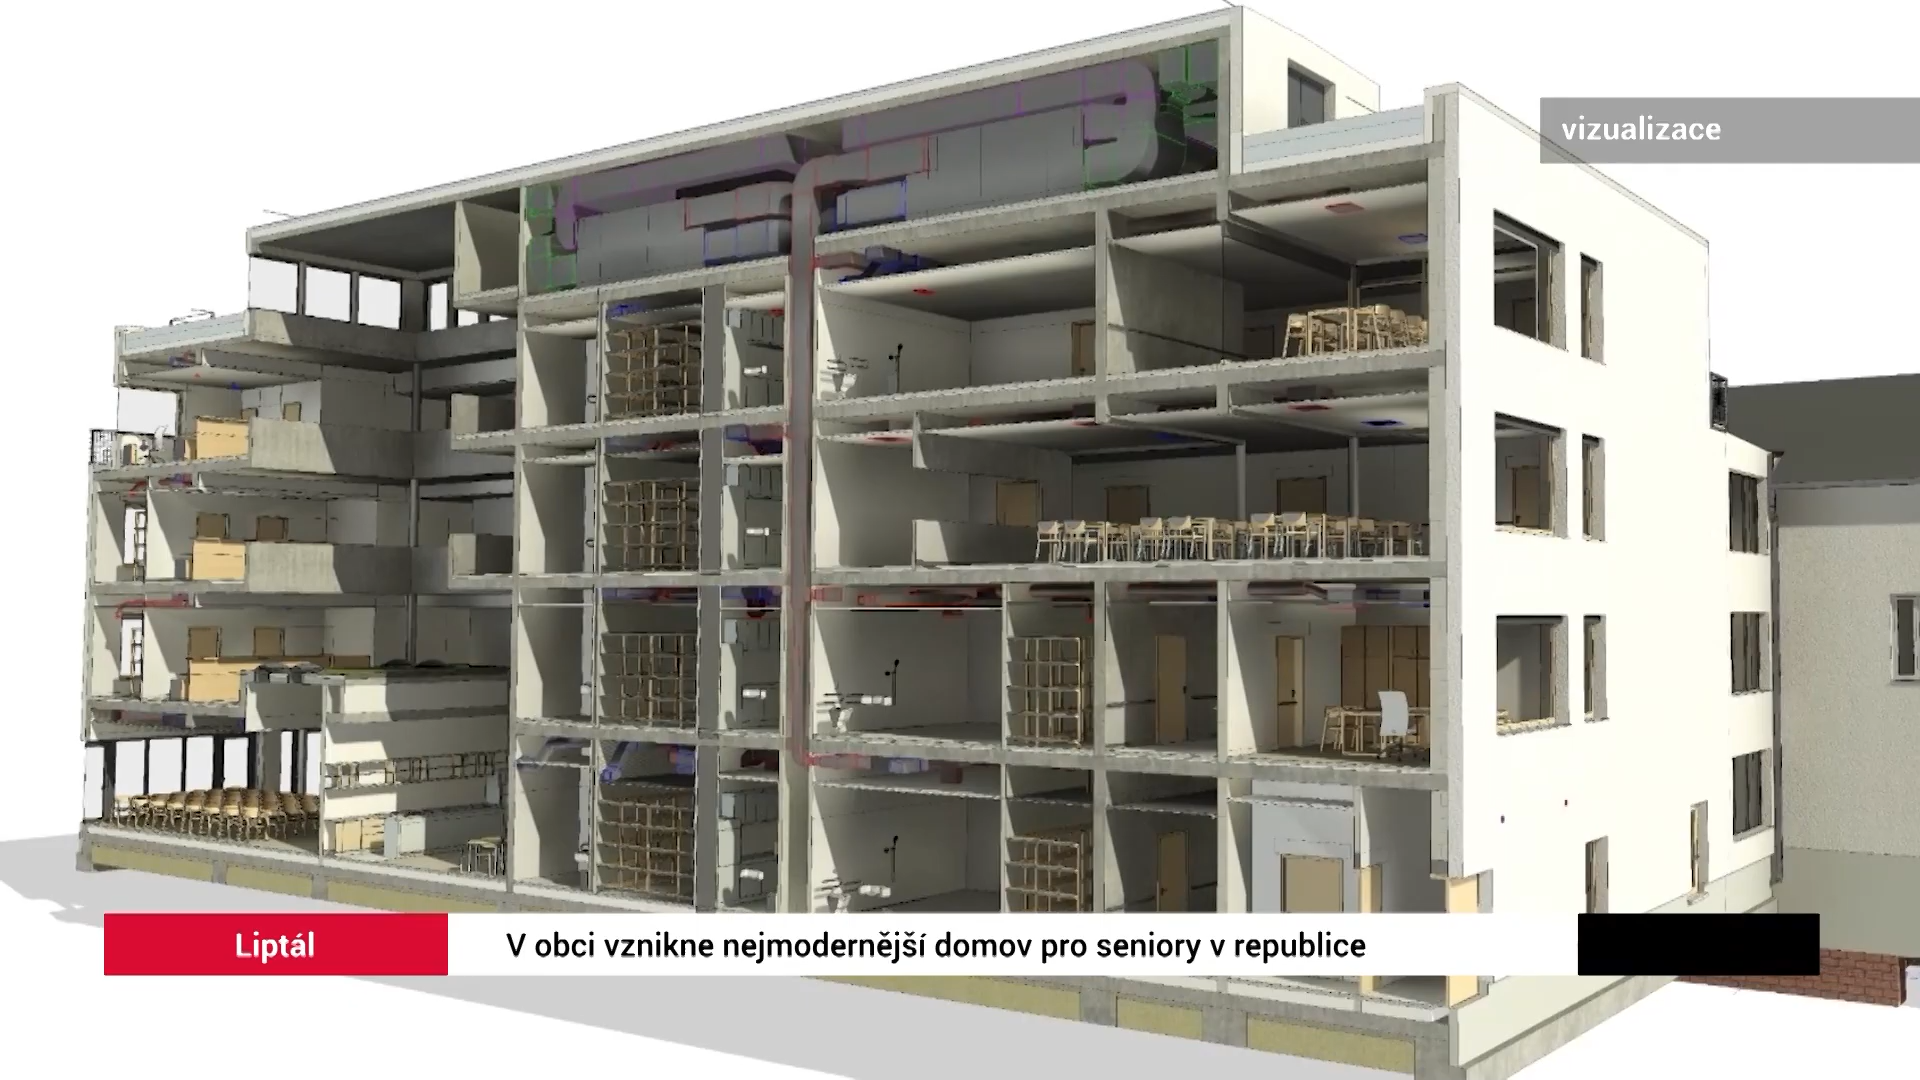 vizualizace
Liptál
V obci vznikne nejmodernější domov pro seniory v republice